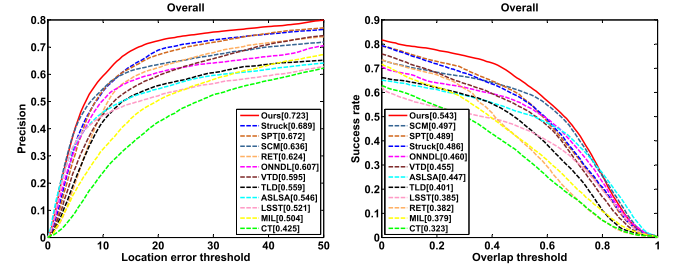 Overall
0.8
0.7
0.6
0.5
0.4
0.3
0.2
0.1
0
Precision
0 10 20 30 40 50
Location error threshold
Ours[0.723]
Struck[0.689]
SPT[0.672]
SCM[0.636]
RET[0.624]
ONNDL[0.607]
VTD[0.595]
TLD[0.559]
ASLSA[0.546]
LSST[0.521]
MIL[0.504]
CT[0.425]
Overall
0.9
0.8
0.7
0.6
0.5
0.4
0.3
0.2
0.1
0
Success rate
0 0.2 0.4 0.6 0.8 1
Overlap threshold
Ours[0.543]
SCM[0.497]
SPT[0.489]
Struck[0.486]
ONNDL[0.460]
VTD[0.455]
ASLSA[0.447]
TLD[0.401]
LSST[0.385]
RET[0.382]
MIL[0.379]
CT[0.323]